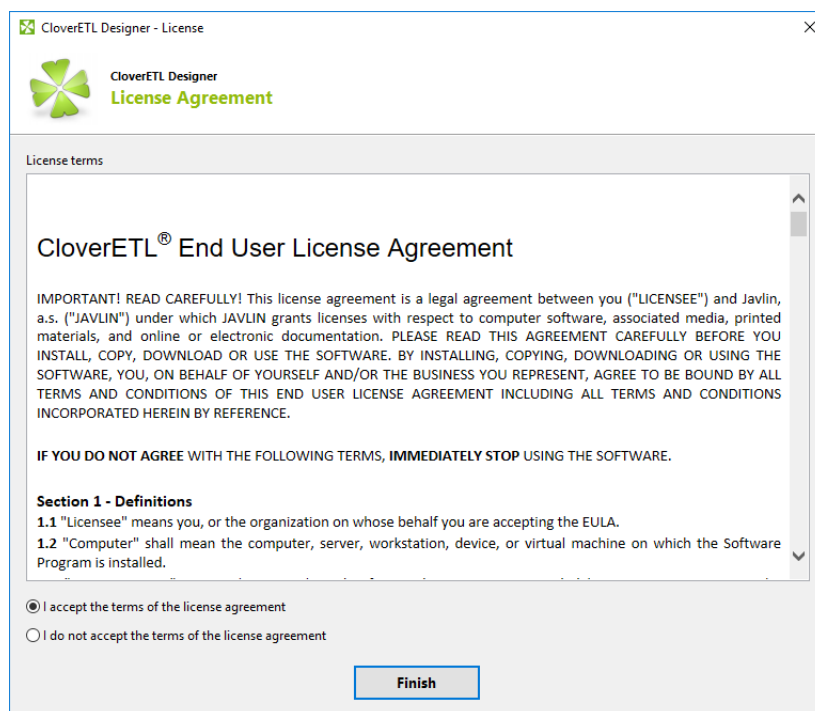 CloverETL Designer - License
CloverETL Designer
License Agreement
License terms
CloverETL® End User License Agreement
IMPORTANT! READ CAREFULLY! This license agreement is a legal agreement between you ("LICENSEE") and Javlin,
a.s. ("JAVLIN") under which JAVLIN grants licenses with respect to computer software, associated media, printed
materials, and online or electronic documentation. PLEASE READ THIS AGREEMENT CAREFULLY BEFORE YOU
INSTALL, COPY, DOWNLOAD OR USE THE SOFTWARE. BY INSTALLING, COPYING, DOWNLOADING OR USING THE
SOFTWARE, YOU, ON BEHALF OF YOURSELF AND/OR THE BUSINESS YOU REPRESENT, AGREE TO BE BOUND BY ALL
TERMS AND CONDITIONS OF THIS END USER LICENSE AGREEMENT INCLUDING ALL TERMS AND CONDITIONS
INCORPORATED HEREIN BY REFERENCE.
IF YOU DO NOT AGREE WITH THE FOLLOWING TERMS, IMMEDIATELY STOP USING THE SOFTWARE.
Section 1 - Definitions
1.1 "Licensee" means you, or the organization on whose behalf you are accepting the EULA.
1.2 "Computer" shall mean the computer, server, workstation, device, or virtual machine on which the Software
Program is installed.
I accept the terms of the license agreement
I do not accept the terms of the license agreement
Finish